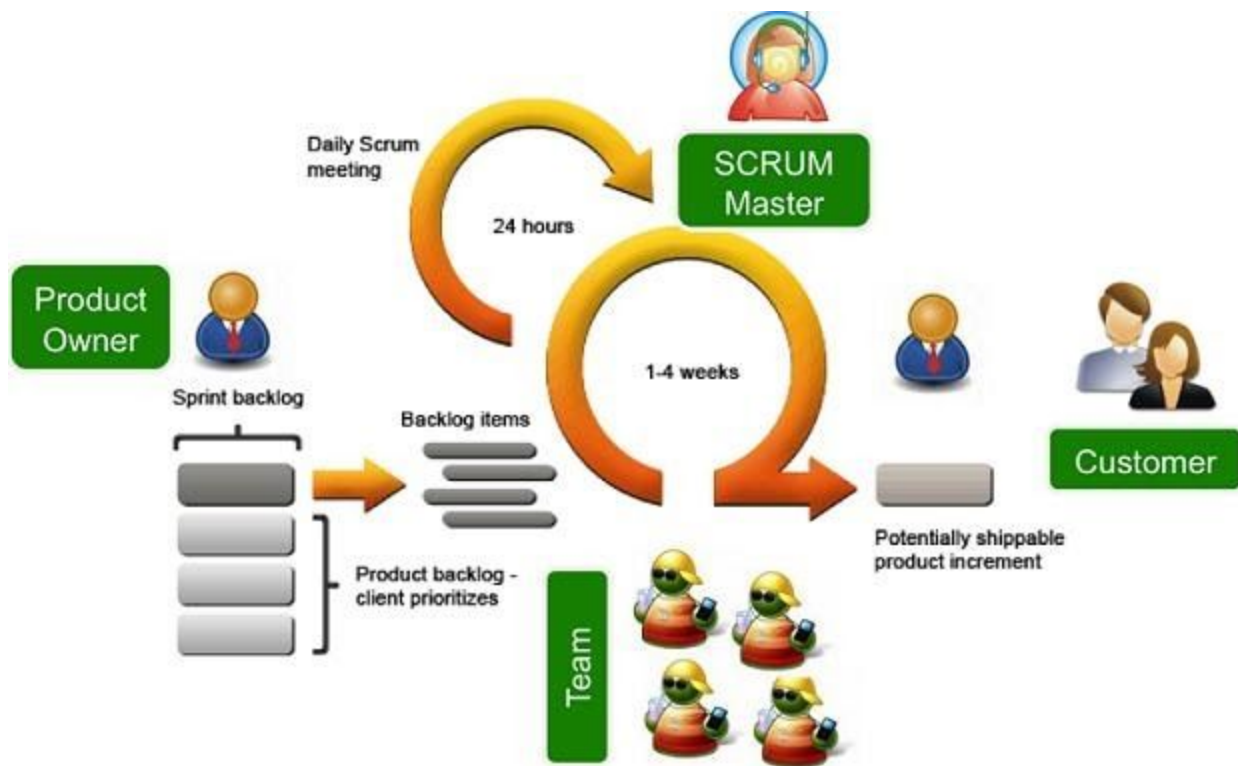 SCRUM
Master
Daily Scrum
meeting
24 hours
Product
Owner
1-4 weeks
Sprint backlog
Backlog items
Customer
Potentially shippable
product increment
Product backlog -
client prioritizes
Team